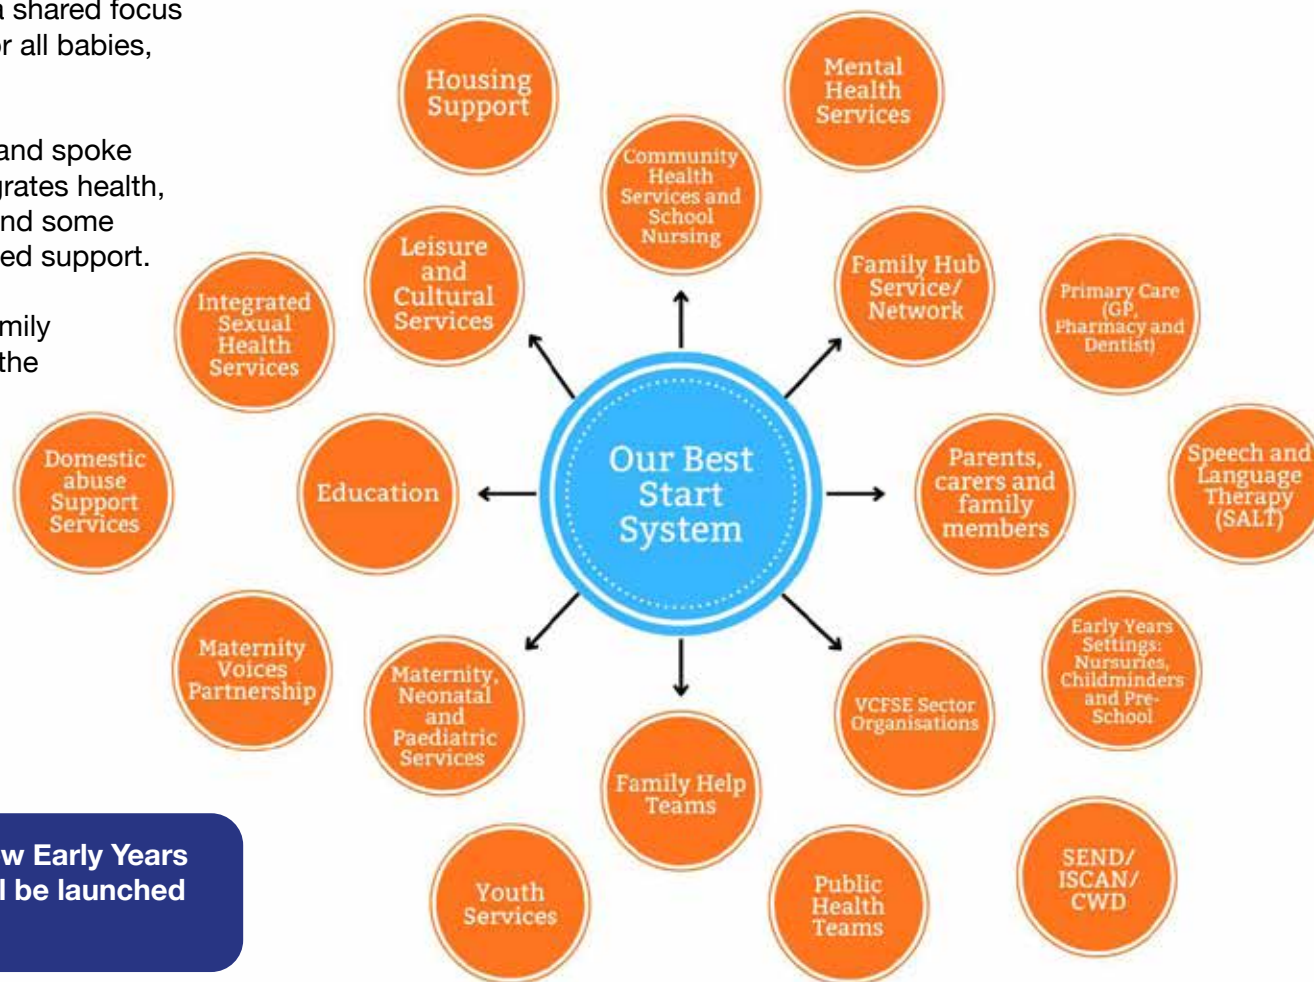 a shared focus
or all babies,
and spoke
grates health,
nd some
ed support.
mily
the
Housing
Support
Mental
Health
Services
Community
Health
Services and
School
Nursing
Leisure
and
Cultural
Services
Family Hub
Service/
Network
Integrated
Sexual
Health
Services
Primary Care
(GP,
Pharmacy and
Dentist)
Domestic
abuse
Support
Services
Education
Our Best
Start
System
Parents,
carers and
family
members
Speech and
Language
Therapy
(SALT)
Maternity
Voices
Partnership
Maternity,
Neonatal
and
Paediatric
Services
VCFSE Sector
Organisations
Early Years
Settings:
Nursuries,
Childminders
and Pre-
School
Family Help
Teams
Youth
Services
Public
Health
Teams
SEND/
ISCAN/
CWD
w Early Years
l be launched